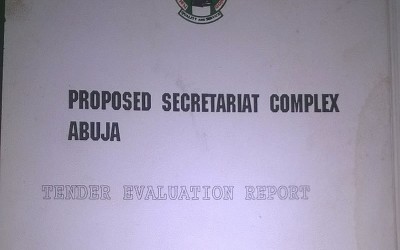 PROPOSED SECRETARIAT COMPLEX
ABUJA
TENDER EVALUATION REPORT